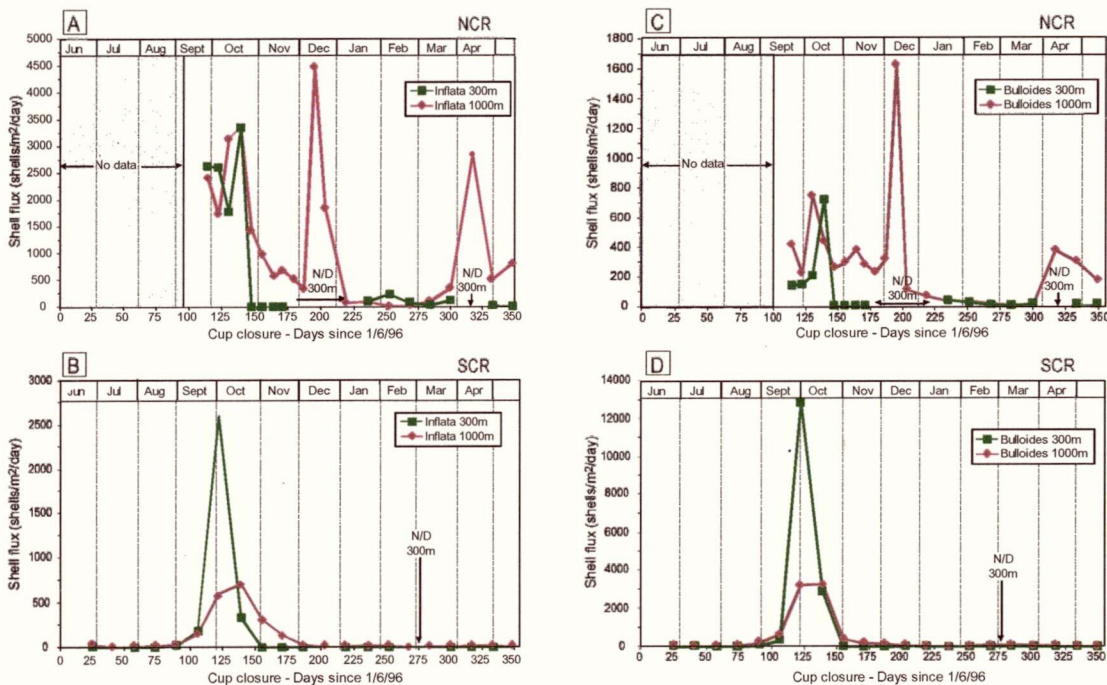 A
NCR
Jun Jul Aug Sept Oct Nov Dec Jan Feb Mar Apr
5000
4500
4000
3500
3000
2500
2000
1500
1000
500
0
Shell flux (shells/m²/day)
Inflata 300m
Inflata 1000m
No data
N/D
300m
N/D
300m
0 25 50 75 100 125 150 175 200 225 250 275 300 325 350
Cup closure - Days since 1/6/96
C
NCR
Jun Jul Aug Sept Oct Nov Dec Jan Feb Mar Apr
1800
1600
1400
1200
1000
800
600
400
200
0
Shell flux (shells/m²/day)
Bulloides 300m
Bulloides 1000m
No data
N/D
300m
N/D
300m
0 25 50 75 100 125 150 175 200 225 250 275 300 325 350
Cup closure - Days since 1/6/96
B
SCR
Jun Jul Aug Sept Oct Nov Dec Jan Feb Mar Apr
3000
2500
2000
1500
1000
500
0
Shell flux (shells/m²/day)
Inflata 300m
Inflata 1000m
N/D
300m
0 25 50 75 100 125 150 175 200 225 250 275 300 325 350
Cup closure - Days since 1/6/96
D
SCR
Jun Jul Aug Sept Oct Nov Dec Jan Feb Mar Apr
14000
12000
10000
8000
6000
4000
2000
0
Shell flux (shells/m²/day)
Bulloides 300m
Bulloides 1000m
N/D
300m
0 25 50 75 100 125 150 175 200 225 250 275 300 325 350
Cup closure - Days since 1/6/96